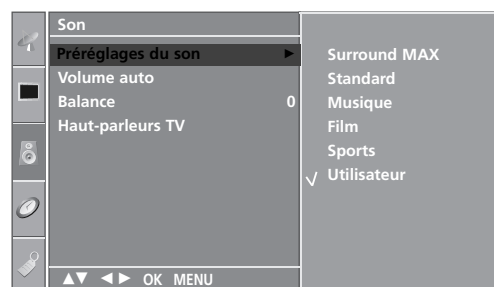 Son
Préréglages du son ►
Volume auto
Balance 0
Haut-parleurs TV
▲▼ ◄► OK MENU
Surround MAX
Standard
Musique
Film
Sports
√ Utilisateur